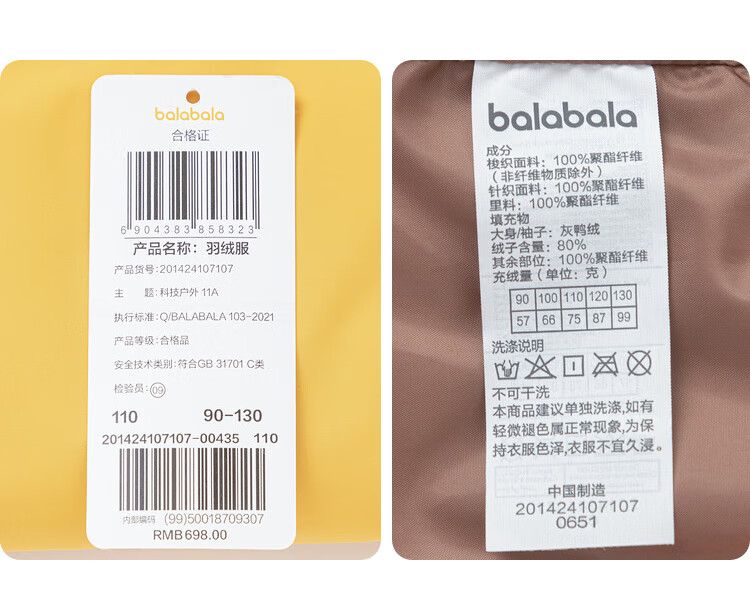 balabala
合格证
6 904383 858323
产品名称：羽绒服
产品货号：201424107107
主 题：科技户外 11A
执行标准：Q/BALABALA 103-2021
产品等级：合格品
安全技术类别：符合GB 31701 C类
检验员：09
110 90-130
201424107107-00435 110
内部编码 (99)50018709307
RMB 698.00
balabala
成分
梭织面料：100%聚酯纤维
（非纤维物质除外）
针织面料：100%聚酯纤维
里料：100%聚酯纤维
填充物
大身/袖子：灰鸭绒
绒子含量：80%
其余部位：100%聚酯纤维
充绒量（单位：克）
90 100 110 120 130
57 66 75 87 99
洗涤说明
不可干洗
本商品建议单独洗涤,如有
轻微褪色属正常现象,为保
持衣服色泽,衣服不宜久浸。
中国制造
201424107107
0651